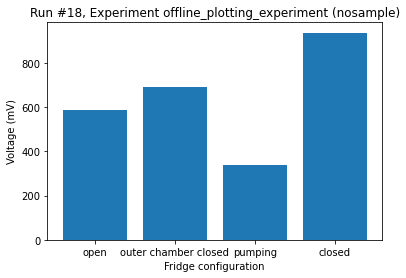 Run #18, Experiment offline_plotting_experiment (nosample)
Voltage (mV)
800
600
400
200
0
open outer chamber closed pumping closed
Fridge configuration